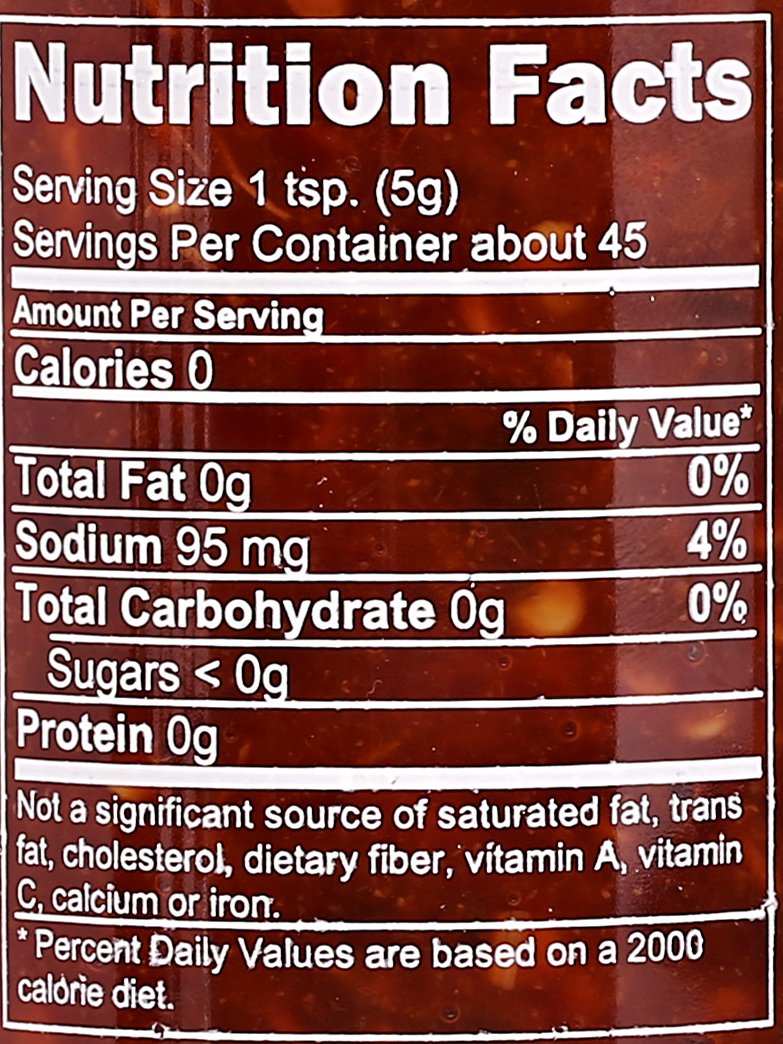 Nutrition Facts
Serving Size 1 tsp. (5g)
Servings Per Container about 45
Amount Per Serving
Calories 0
% Daily Value*
Total Fat 0g 0%
Sodium 95 mg 4%
Total Carbohydrate 0g 0%
Sugars < 0g
Protein 0g
Not a significant source of saturated fat, trans
fat, cholesterol, dietary fiber, vitamin A, vitamin
C, calcium or iron.
* Percent Daily Values are based on a 2000
calorie diet.